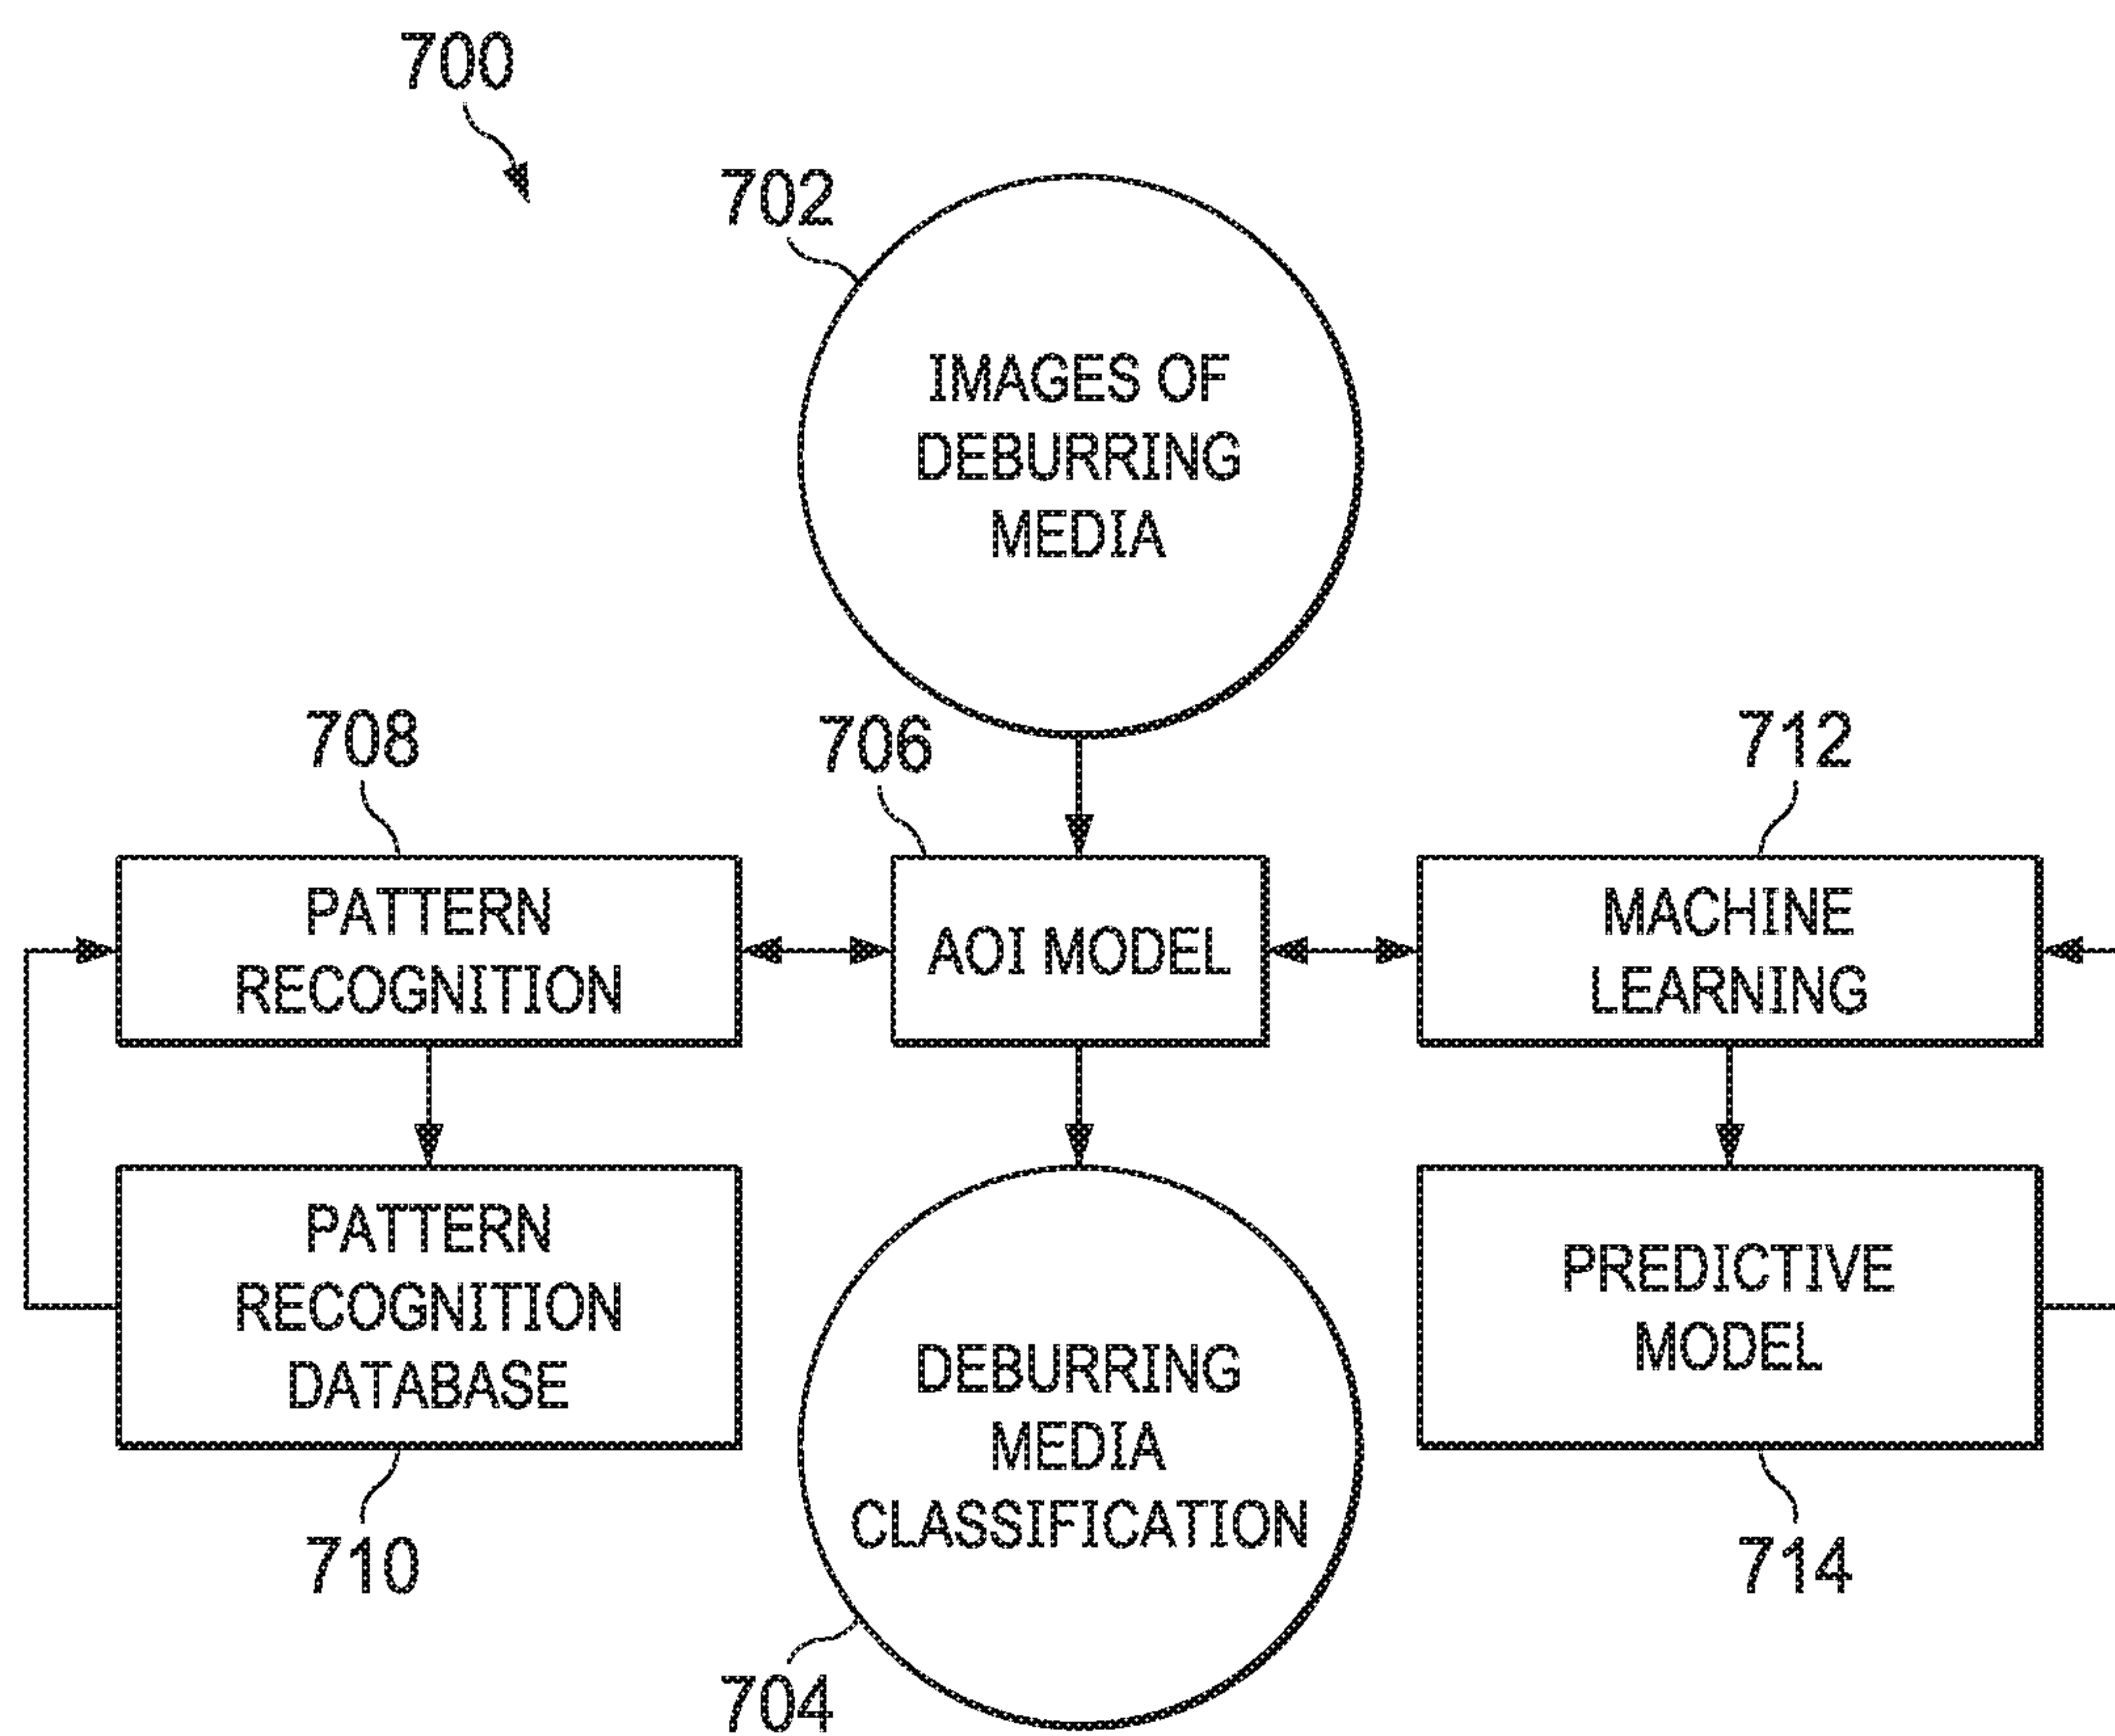 700
702
IMAGES OF
DEBURRING
MEDIA
708
706
712
PATTERN
RECOGNITION
AOI MODEL
MACHINE
LEARNING
PATTERN
RECOGNITION
DATABASE
DEBURRING
MEDIA
CLASSIFICATION
PREDICTIVE
MODEL
710
714
704